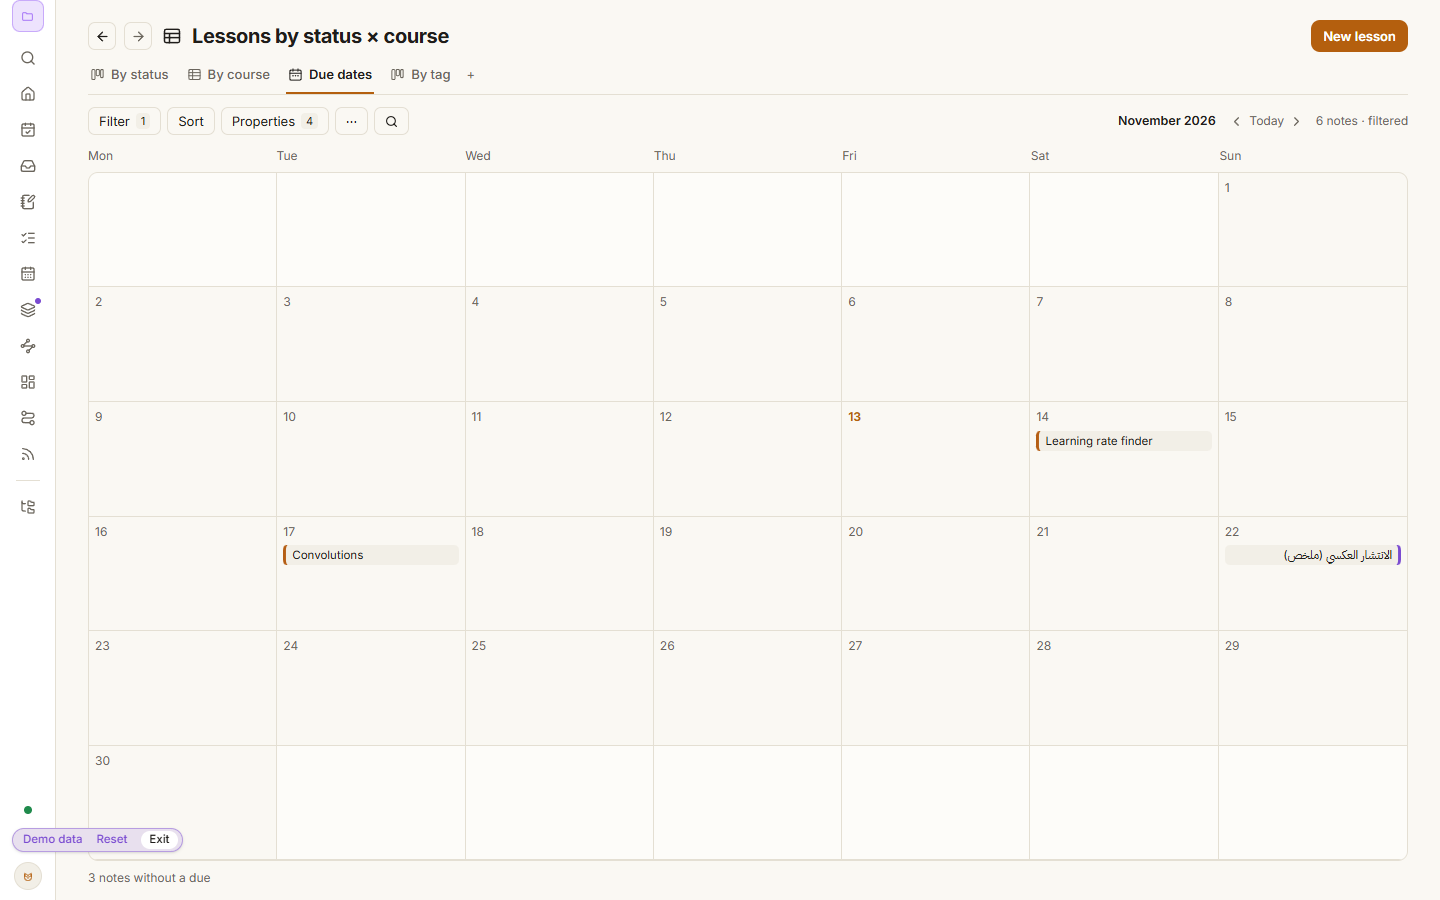 Lessons by status × course
New lesson
By status
By course
Due dates
By tag
+
Filter 1
Sort
Properties 4
...
November 2026
Today
6 notes · filtered
Mon Tue Wed Thu Fri Sat Sun
1
2 3 4 5 6 7 8
9 10 11 12 13 14 15
Learning rate finder
16 17 18 19 20 21 22
Convolutions
الانتشار العكسي (ملخص)
23 24 25 26 27 28 29
30
Demo data Reset Exit
3 notes without a due